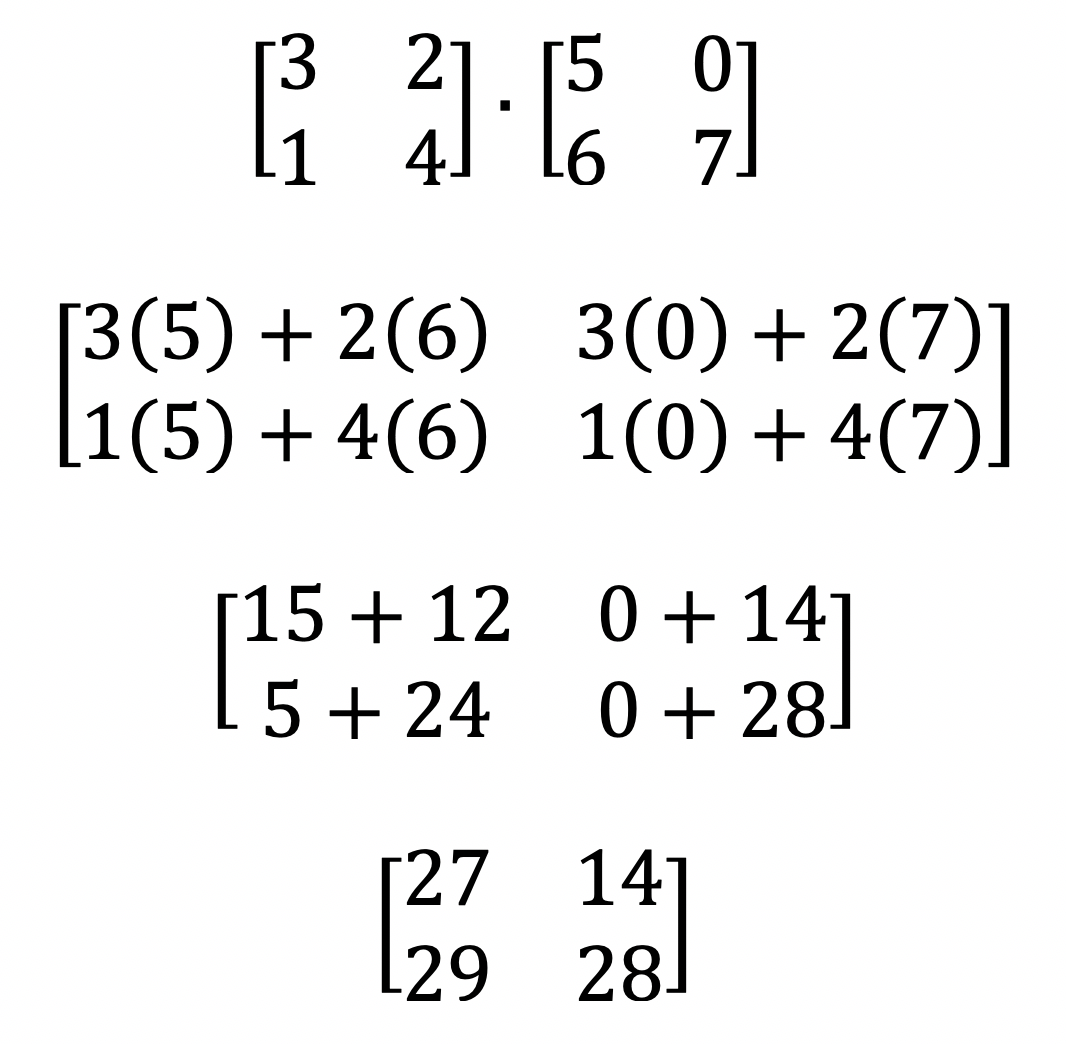 [3 2] · [5 0]
[1 4] [6 7]
[3(5) + 2(6) 3(0) + 2(7)]
[1(5) + 4(6) 1(0) + 4(7)]
[15 + 12 0 + 14]
[5 + 24 0 + 28]
[27 14]
[29 28]